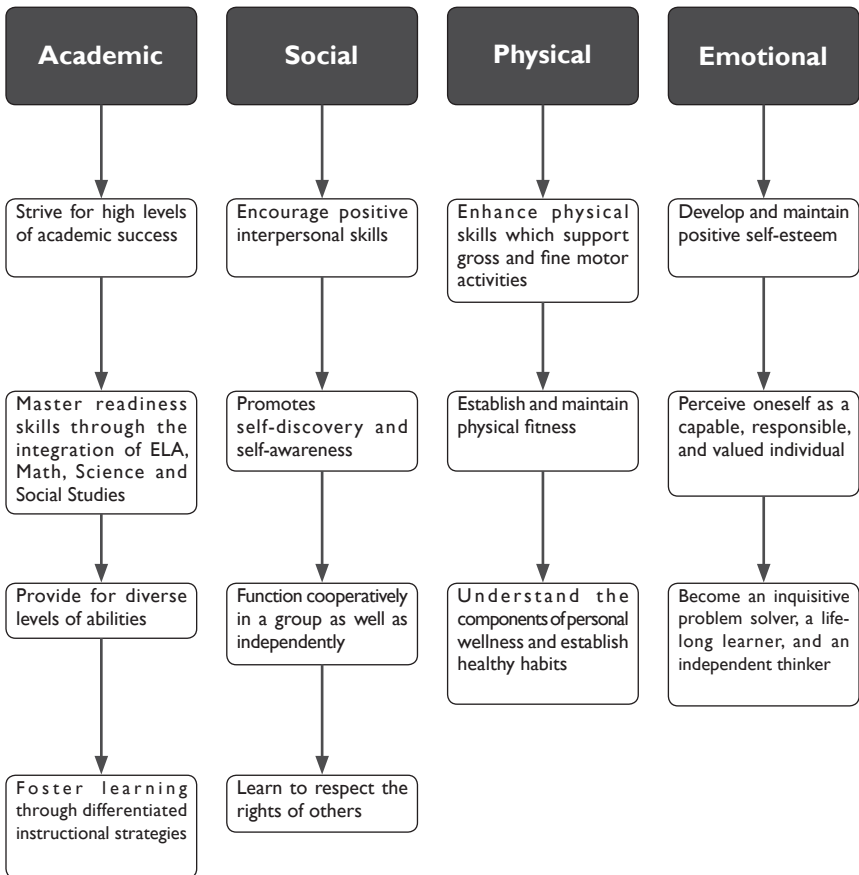 Academic
Strive for high levels
of academic success
Master readiness
skills through the
integration of ELA,
Math, Science and
Social Studies
Provide for diverse
levels of abilities
Foster learning
through differentiated
instructional strategies
Social
Encourage positive
interpersonal skills
Promotes
self-discovery and
self-awareness
Function cooperatively
in a group as well as
independently
Learn to respect the
rights of others
Physical
Enhance physical
skills which support
gross and fine motor
activities
Establish and maintain
physical fitness
Understand the
components of personal
wellness and establish
healthy habits
Emotional
Develop and maintain
positive self-esteem
Perceive oneself as a
capable, responsible,
and valued individual
Become an inquisitive
problem solver, a life-
long learner, and an
independent thinker